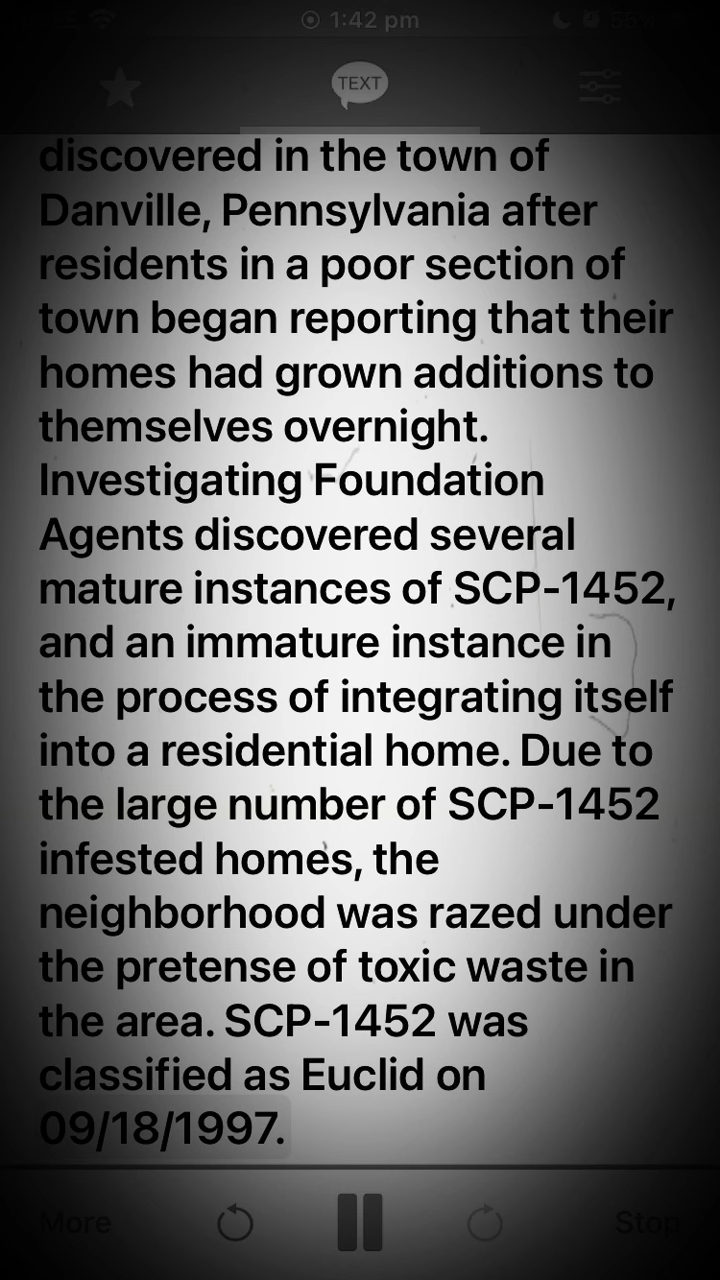 1:42 pm
TEXT
discovered in the town of
Danville, Pennsylvania after
residents in a poor section of
town began reporting that their
homes had grown additions to
themselves overnight.
Investigating Foundation
Agents discovered several
mature instances of SCP-1452,
and an immature instance in
the process of integrating itself
into a residential home. Due to
the large number of SCP-1452
infested homes, the
neighborhood was razed under
the pretense of toxic waste in
the area. SCP-1452 was
classified as Euclid on
09/18/1997.
More
Stop